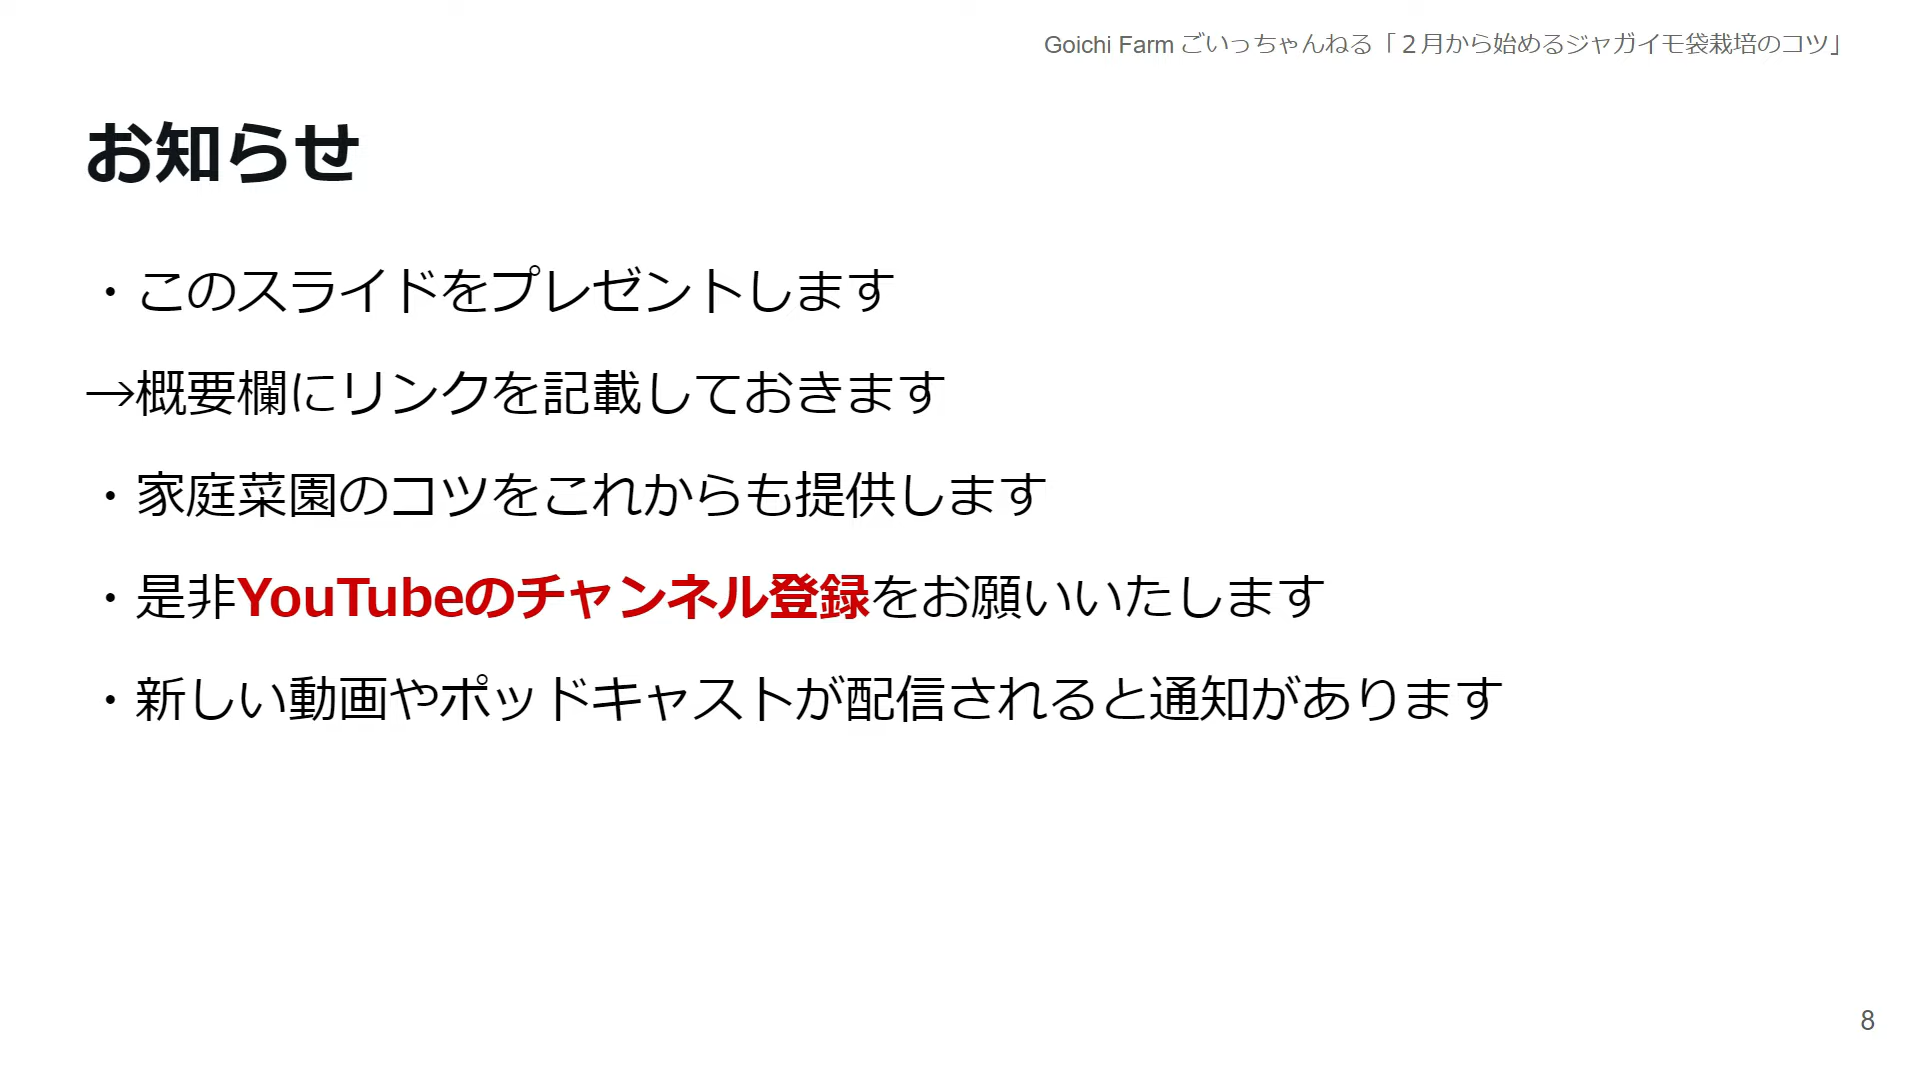 Goichi Farm ごいっちゃんねる「２月から始めるジャガイモ袋栽培のコツ」
お知らせ
・このスライドをプレゼントします
→概要欄にリンクを記載しておきます
・家庭菜園のコツをこれからも提供します
・是非YouTubeのチャンネル登録をお願いいたします
・新しい動画やポッドキャストが配信されると通知があります
8